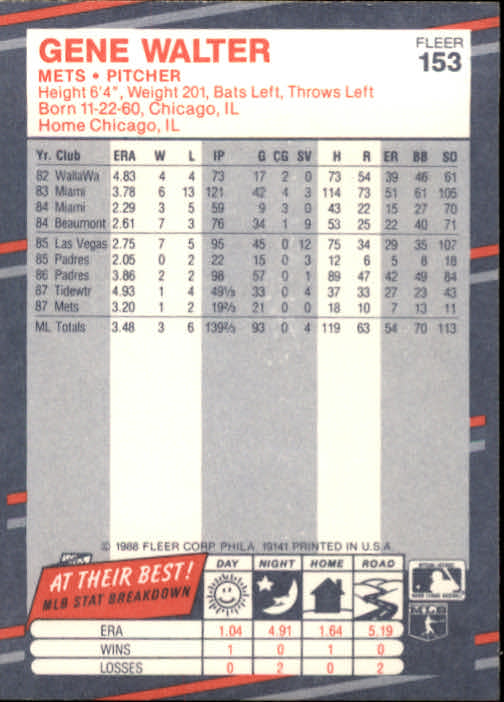 GENE WALTER
FLEER
153
METS • PITCHER
Height 6'4", Weight 201, Bats Left, Throws Left
Born 11-22-60, Chicago, IL
Home Chicago, IL
Yr. Club ERA W L IP G CG SV H R ER BB SO
82 WallaWa 4.83 4 4 73 17 2 0 73 54 39 46 61
83 Miami 3.78 6 13 121 42 4 3 114 73 51 61 105
84 Miami 2.29 3 5 59 9 3 0 43 22 15 27 70
84 Beaumont 2.61 7 3 76 34 1 9 53 25 22 40 71
85 Las Vegas 2.75 7 5 95 45 0 12 75 34 29 35 107
85 Padres 2.05 0 2 22 15 0 3 12 6 5 8 18
86 Padres 3.86 2 2 98 57 0 1 89 47 42 49 84
87 Tidewtr 4.93 1 4 49⅓ 33 0 4 37 33 27 23 43
87 Mets 3.20 1 2 19⅔ 21 0 0 18 10 7 13 11
ML Totals 3.48 3 6 139⅔ 93 0 4 119 63 54 70 113
© 1988 FLEER CORP PHILA 19141 PRINTED IN U.S.A.
AT THEIR BEST!
MLB STAT BREAKDOWN
DAY NIGHT HOME ROAD
ERA 1.04 4.91 1.64 5.19
WINS 1 0 1 0
LOSSES 0 2 0 2